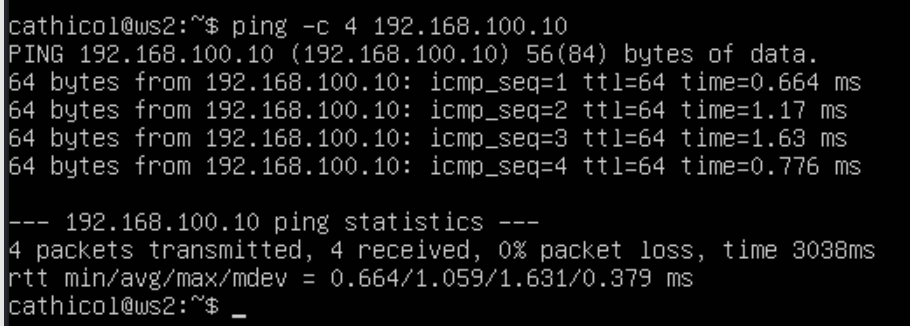 cathicol@ws2:~$ ping -c 4 192.168.100.10
PING 192.168.100.10 (192.168.100.10) 56(84) bytes of data.
64 bytes from 192.168.100.10: icmp_seq=1 ttl=64 time=0.664 ms
64 bytes from 192.168.100.10: icmp_seq=2 ttl=64 time=1.17 ms
64 bytes from 192.168.100.10: icmp_seq=3 ttl=64 time=1.63 ms
64 bytes from 192.168.100.10: icmp_seq=4 ttl=64 time=0.776 ms
--- 192.168.100.10 ping statistics ---
4 packets transmitted, 4 received, 0% packet loss, time 3038ms
rtt min/avg/max/mdev = 0.664/1.059/1.631/0.379 ms
cathicol@ws2:~$ _